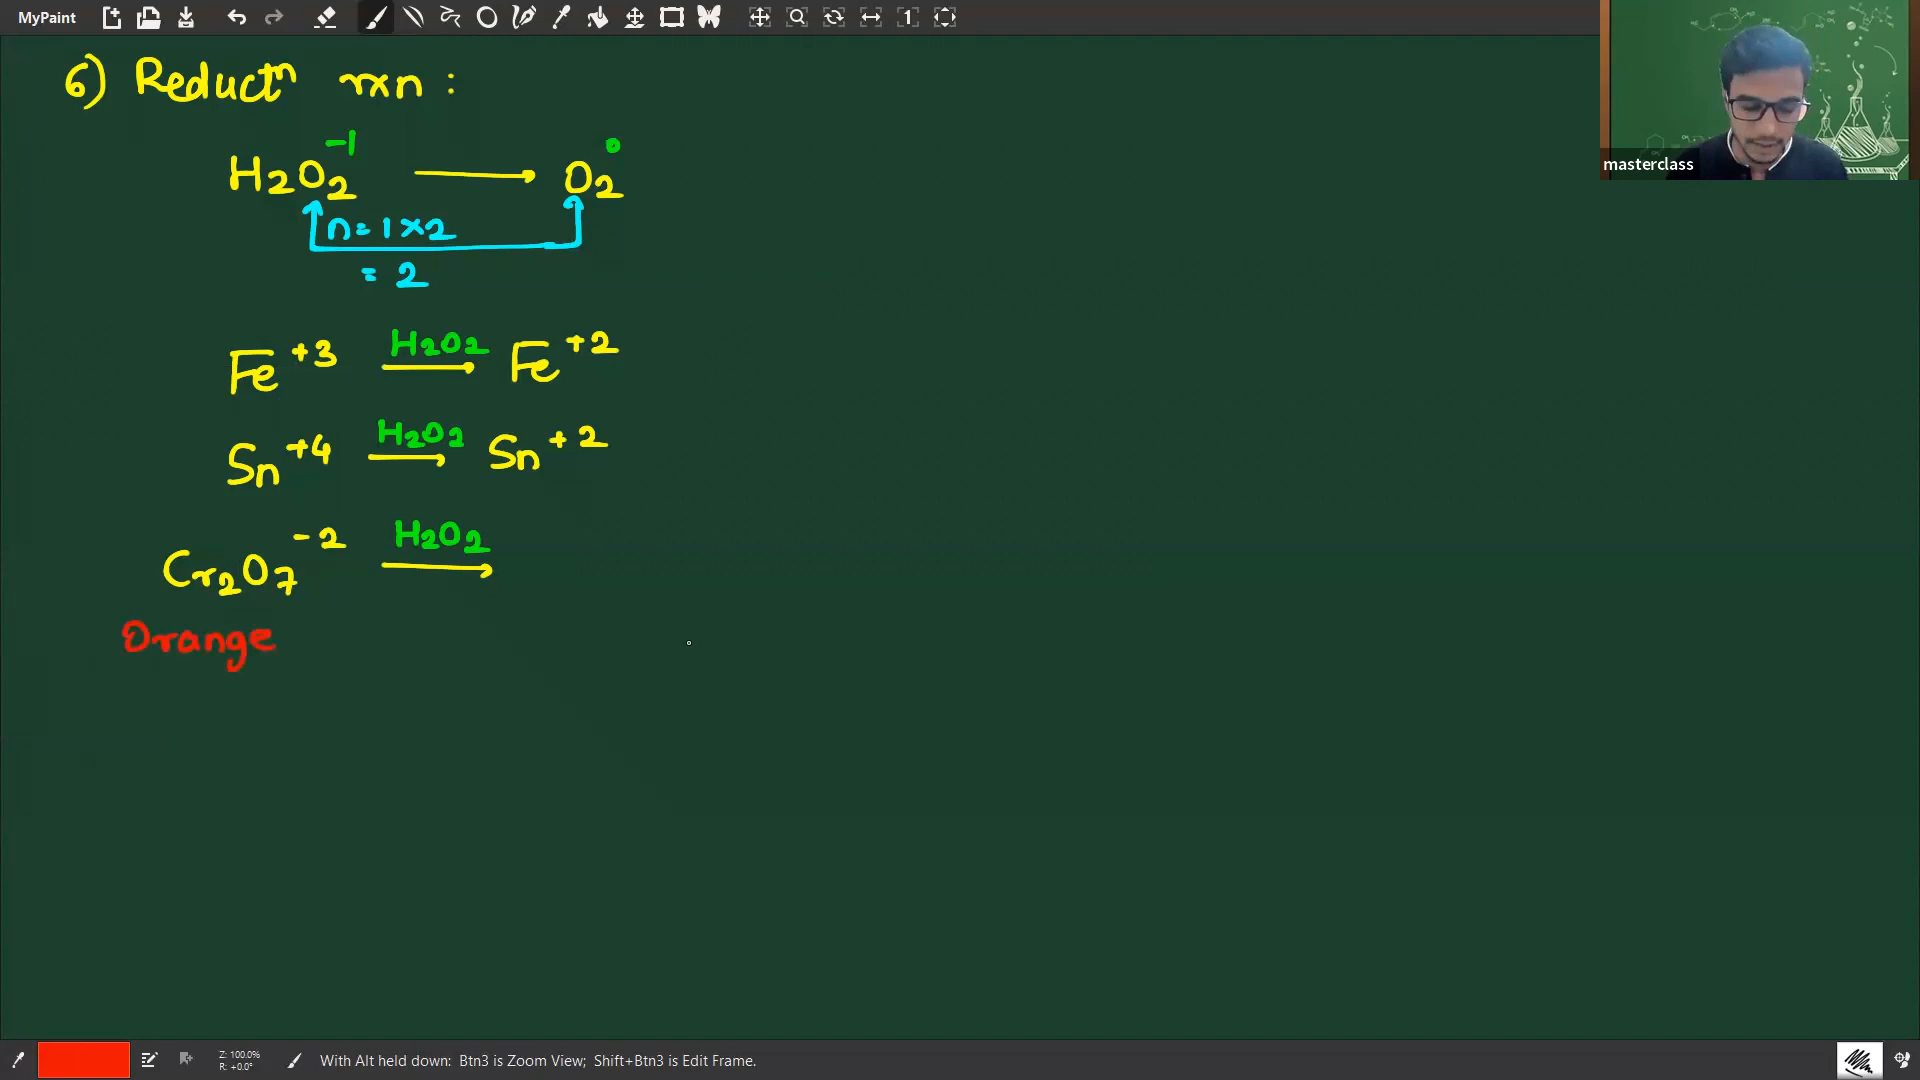 MyPaint
6) Reductⁿ rxn :
H₂O₂⁻¹ ⟶ O₂⁰
n = 1 × 2
= 2
Fe⁺³ —H₂O₂→ Fe⁺²
Sn⁺⁴ —H₂O₂→ Sn⁺²
Cr₂O₇⁻² —H₂O₂→
Orange
masterclass
Z: 100.0%
R: +0.0°
With Alt held down: Btn3 is Zoom View; Shift+Btn3 is Edit Frame.